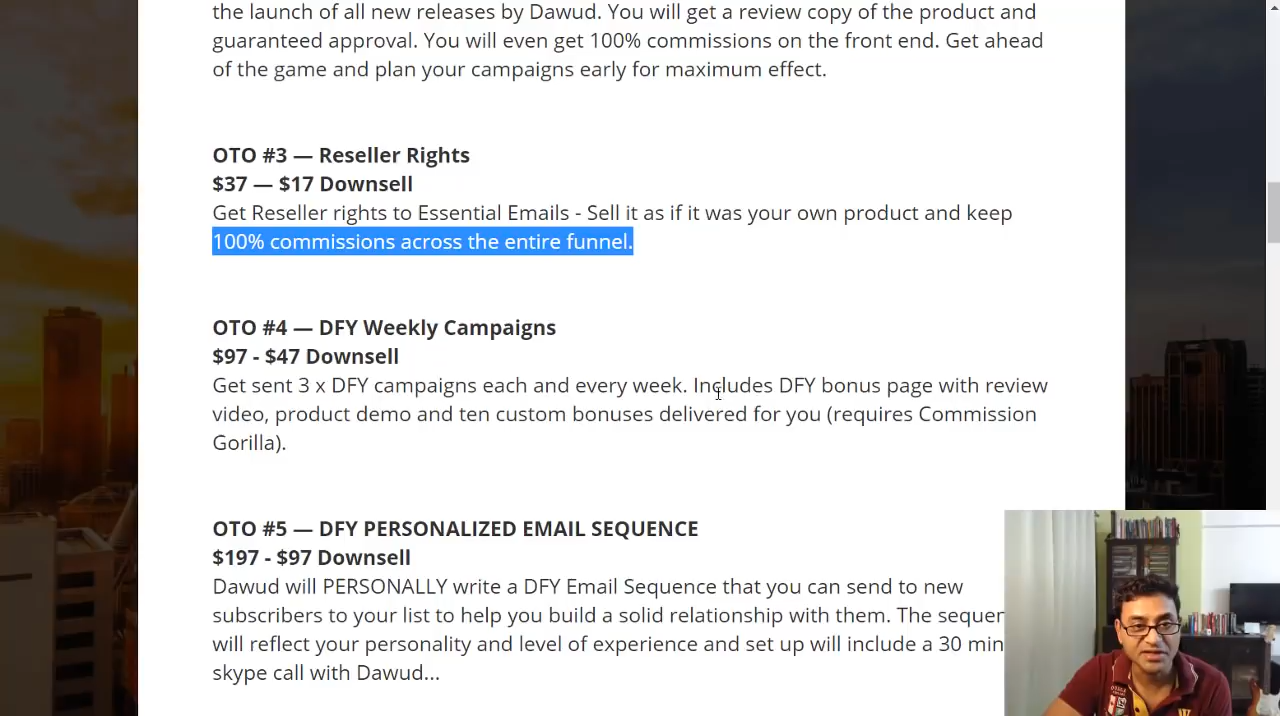 the launch of all new releases by Dawud. You will get a review copy of the product and
guaranteed approval. You will even get 100% commissions on the front end. Get ahead
of the game and plan your campaigns early for maximum effect.
OTO #3 — Reseller Rights
$37 — $17 Downsell
Get Reseller rights to Essential Emails - Sell it as if it was your own product and keep
100% commissions across the entire funnel.
OTO #4 — DFY Weekly Campaigns
$97 - $47 Downsell
Get sent 3 x DFY campaigns each and every week. Includes DFY bonus page with review
video, product demo and ten custom bonuses delivered for you (requires Commission
Gorilla).
OTO #5 — DFY PERSONALIZED EMAIL SEQUENCE
$197 - $97 Downsell
Dawud will PERSONALLY write a DFY Email Sequence that you can send to new
subscribers to your list to help you build a solid relationship with them. The sequen
will reflect your personality and level of experience and set up will include a 30 min
skype call with Dawud...